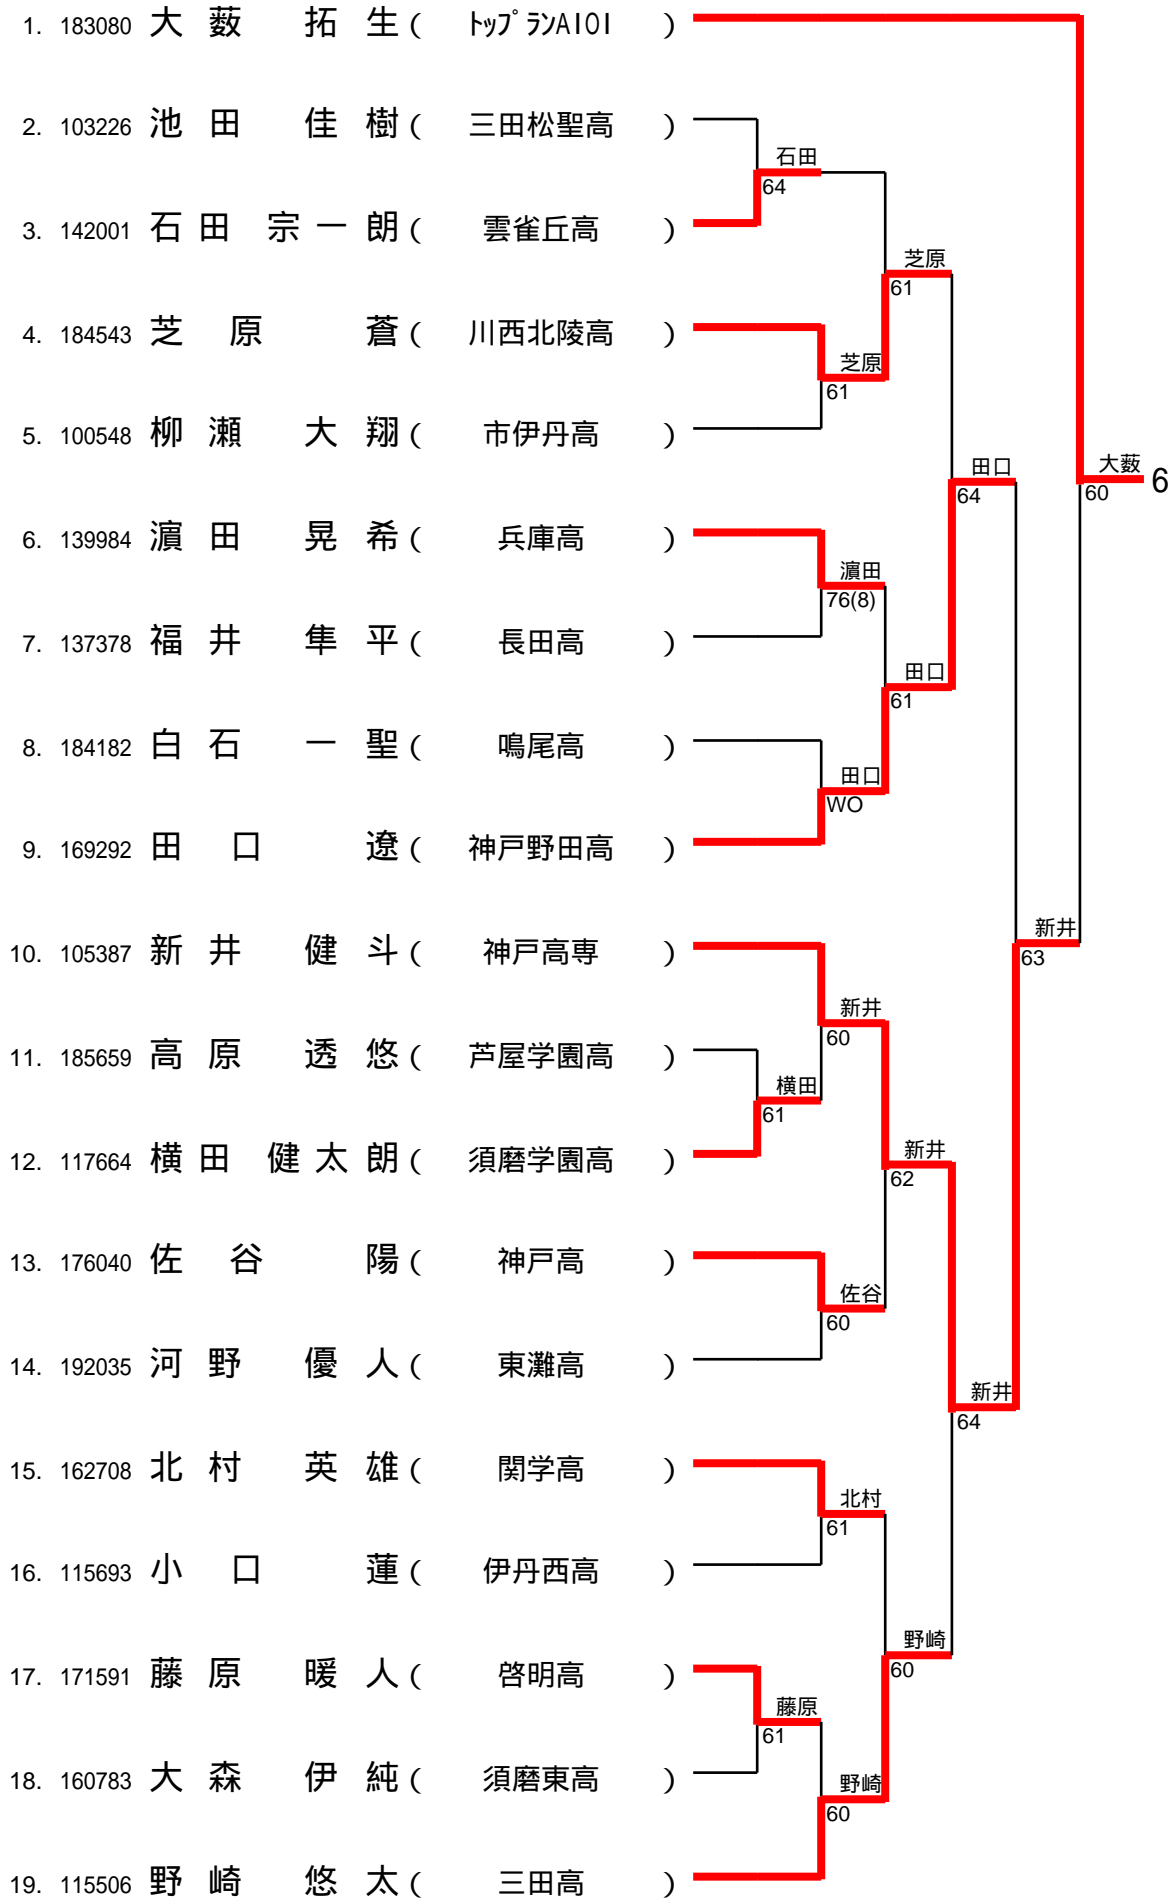 1. 183080 大藪 拓生 ( トップランAIOI )
2. 103226 池田 佳樹 ( 三田松聖高 )
石田
64
3. 142001 石田 宗一朗 ( 雲雀丘高 )
芝原
61
4. 184543 芝原 蒼 ( 川西北陵高 )
芝原
61
5. 100548 柳瀬 大翔 ( 市伊丹高 )
田口
64
大藪
60
6
6. 139984 濵田 晃希 ( 兵庫高 )
濵田
76(8)
7. 137378 福井 隼平 ( 長田高 )
田口
61
8. 184182 白石 一聖 ( 鳴尾高 )
田口
WO
9. 169292 田口 遼 ( 神戸野田高 )
新井
63
10. 105387 新井 健斗 ( 神戸高専 )
新井
60
11. 185659 高原 透悠 ( 芦屋学園高 )
横田
61
12. 117664 横田 健太朗 ( 須磨学園高 )
新井
62
13. 176040 佐谷 陽 ( 神戸高 )
佐谷
60
14. 192035 河野 優人 ( 東灘高 )
新井
64
15. 162708 北村 英雄 ( 関学高 )
北村
61
16. 115693 小口 蓮 ( 伊丹西高 )
野崎
60
17. 171591 藤原 暖人 ( 啓明高 )
藤原
61
18. 160783 大森 伊純 ( 須磨東高 )
野崎
60
19. 115506 野崎 悠太 ( 三田高 )